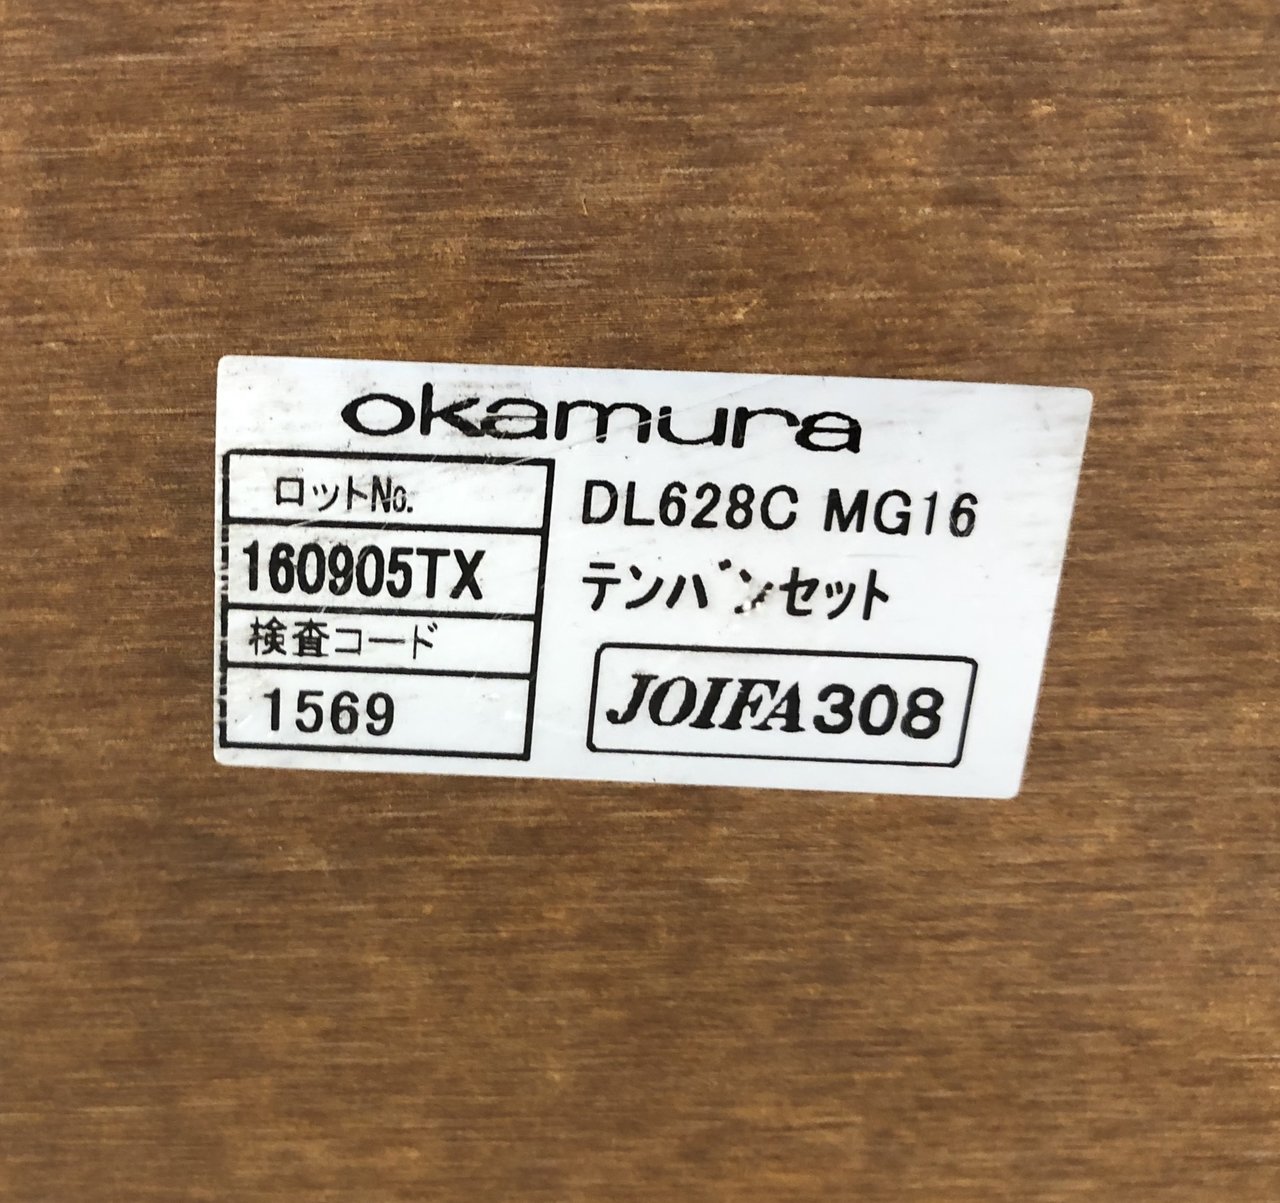 okamura
ロットNo.
160905TX
検査コード
1569
DL628C MG16
テンバンセット
JOIFA308